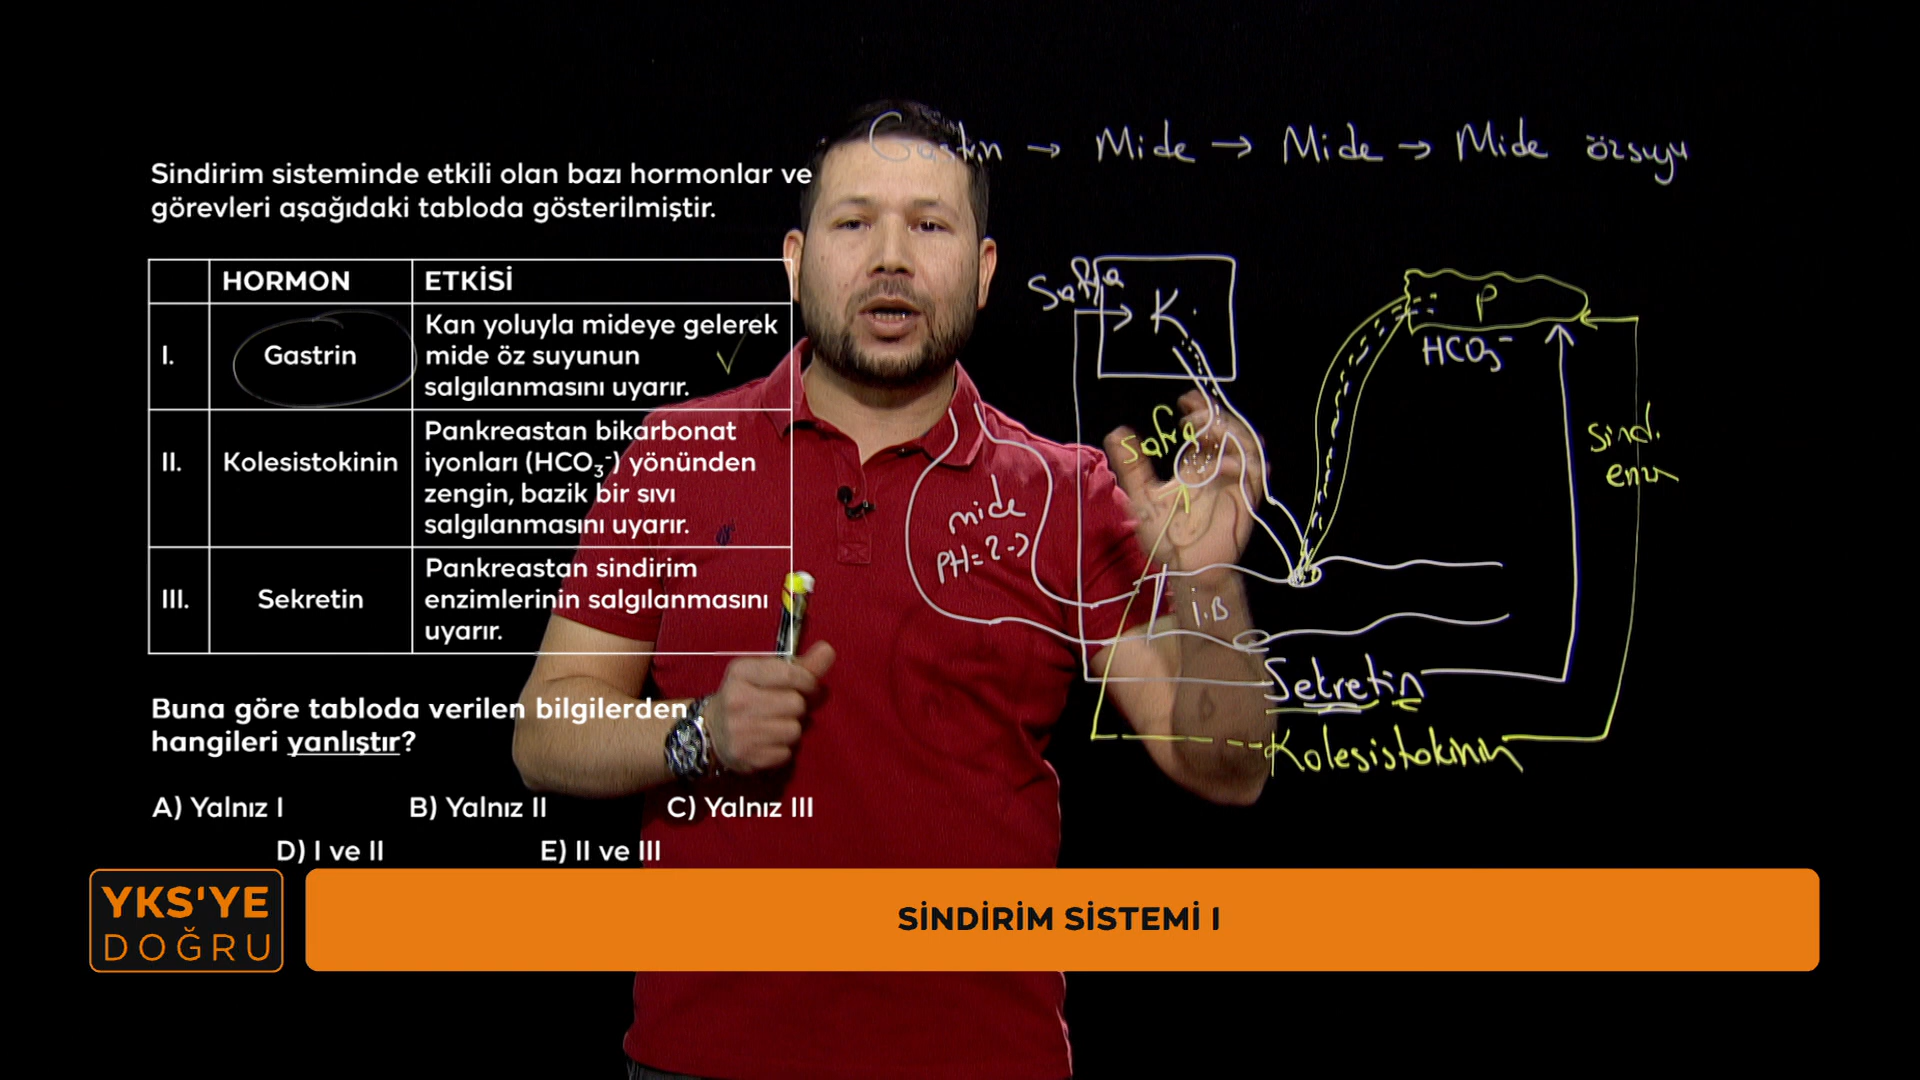 Gastrin → Mide → Mide → Mide özsuyu
Sindirim sisteminde etkili olan bazı hormonlar ve
görevleri aşağıdaki tabloda gösterilmiştir.
HORMON ETKİSİ
I. Gastrin Kan yoluyla mideye gelerek
mide öz suyunun
salgılanmasını uyarır. ✓
II. Kolesistokinin Pankreastan bikarbonat
iyonları (HCO₃⁻) yönünden
zengin, bazik bir sıvı
salgılanmasını uyarır.
III. Sekretin Pankreastan sindirim
enzimlerinin salgılanmasını
uyarır.
Buna göre tabloda verilen bilgilerden
hangileri yanlıştır?
A) Yalnız I B) Yalnız II C) Yalnız III
D) I ve II E) II ve III
Safra
K.
P
HCO₃⁻
safra
sind.
mide
PH=2→
İ.B
Sekretin
Kolesistokinin
YKS'YE
DOĞRU
SİNDİRİM SİSTEMİ I